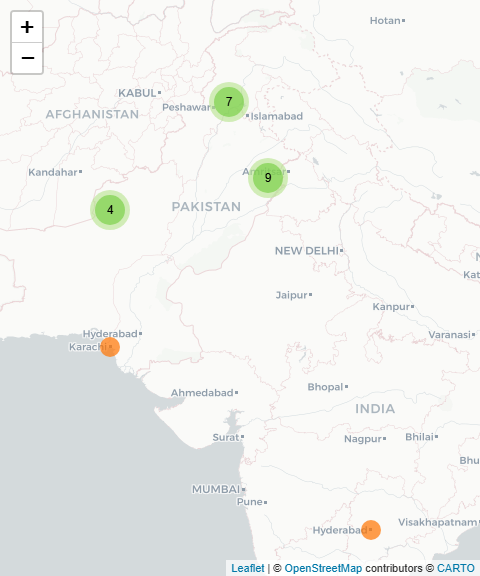 +
Hotan
−
KABUL
7
Peshawar
Islamabad
AFGHANISTAN
Kandahar
9
4
PAKISTAN
NEW DELHI
Jaipur
Kanpur
Hyderabad
Varanasi
Karachi
Bhopal
Ahmedabad
INDIA
Surat
Nagpur
Bhilai
MUMBAI
Pune
Hyderabad
Visakhapatnam
Leaflet | © OpenStreetMap contributors © CARTO